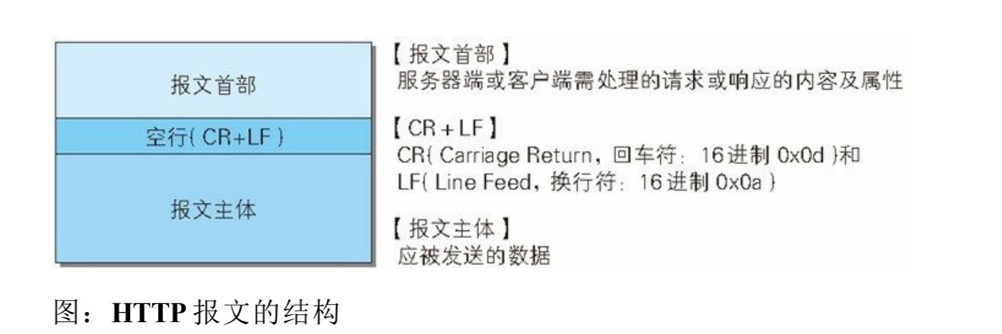 报文首部
空行(CR+LF)
报文主体
【报文首部】
服务器端或客户端需处理的请求或响应的内容及属性
【CR+LF】
CR(Carriage Return，回车符：16进制 0x0d)和
LF(Line Feed，换行符：16进制 0x0a)
【报文主体】
应被发送的数据
图：HTTP 报文的结构